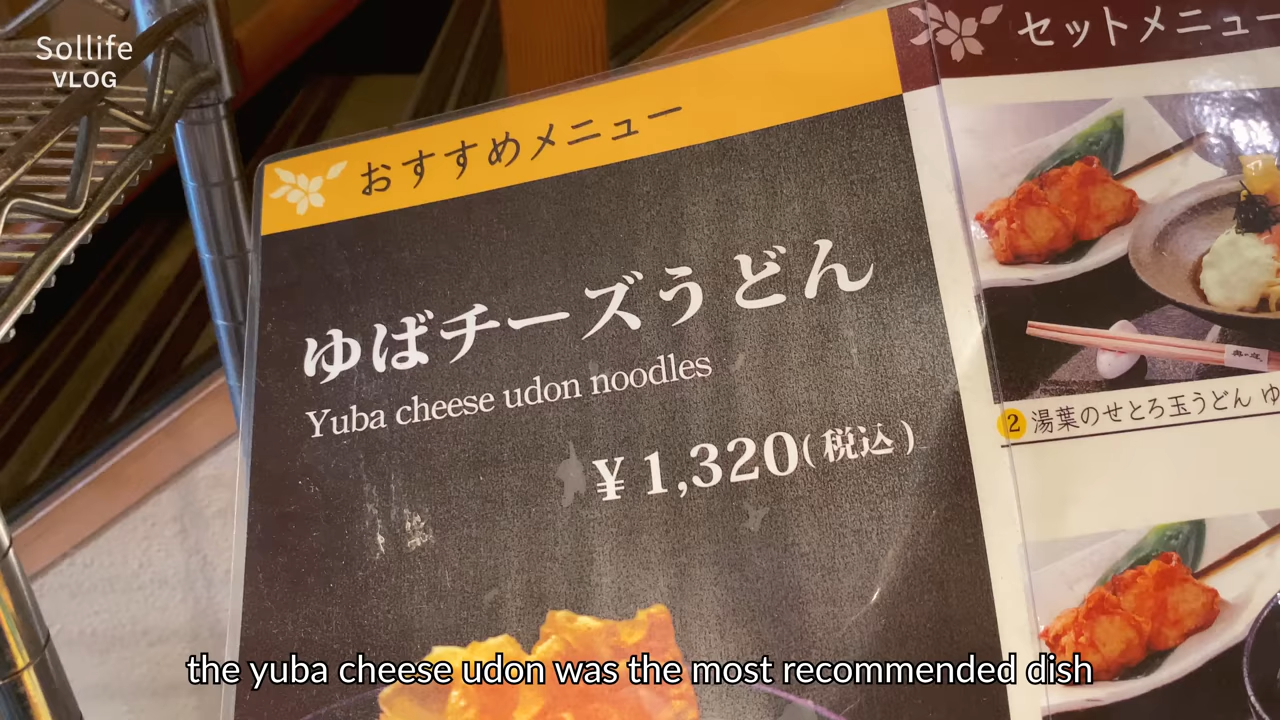 Sollife
VLOG
おすすめメニュー
セットメニュー
ゆばチーズうどん
Yuba cheese udon noodles
¥1,320(税込)
2 湯葉のせとろ玉うどん ゆ
the yuba cheese udon was the most recommended dish